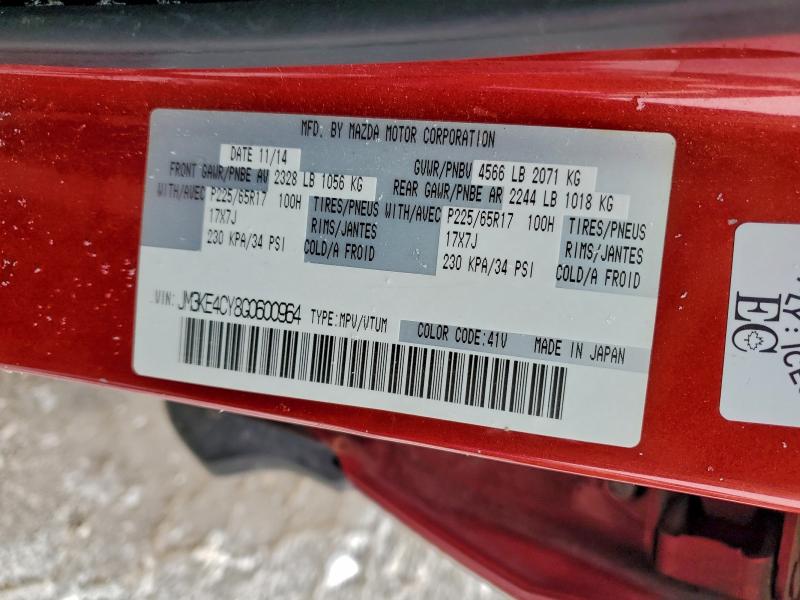 MFD. BY MAZDA MOTOR CORPORATION
DATE 11/14 GVWR/PNBV 4566 LB 2071 KG
FRONT GAWR/PNBE AV 2328 LB 1056 KG REAR GAWR/PNBE AR 2244 LB 1018 KG
WITH/AVEC P225/65R17 100H TIRES/PNEUS WITH/AVEC P225/65R17 100H TIRES/PNEUS
17X7J RIMS/JANTES 17X7J RIMS/JANTES
230 KPA/34 PSI COLD/A FROID 230 KPA/34 PSI COLD/A FROID
VIN: JM3KE4CY8G0600964 TYPE:MPV/VTUM COLOR CODE:41V MADE IN JAPAN
EC
LY:ICE